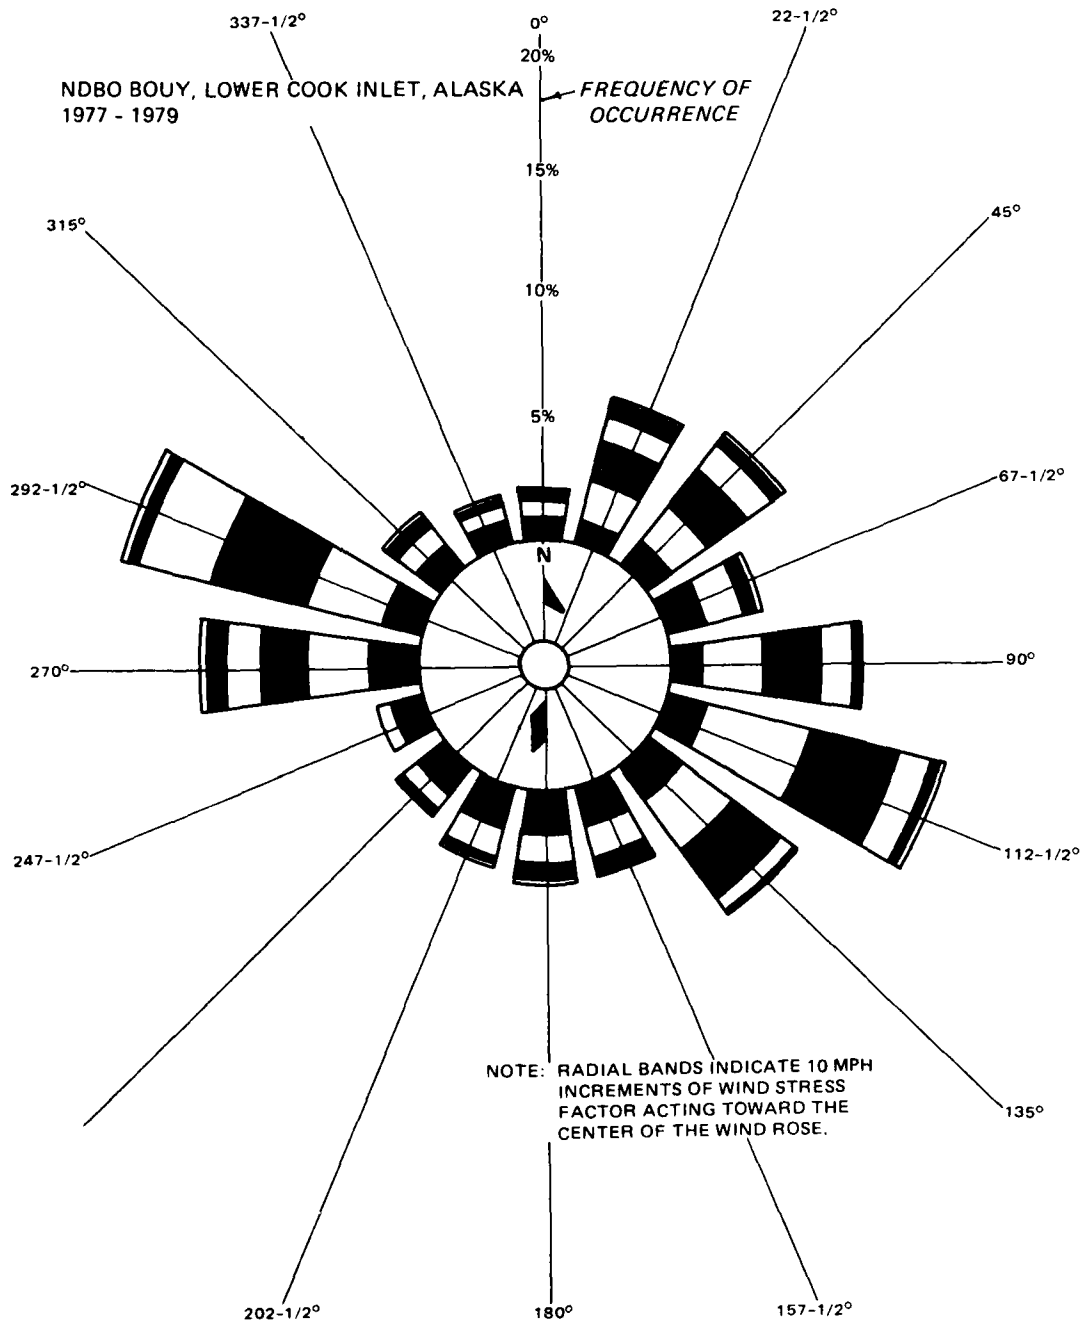 337-1/2°
0°
22-1/2°
20%
NDBO BOUY, LOWER COOK INLET, ALASKA
1977 - 1979
FREQUENCY OF
OCCURRENCE
15%
315°
45°
10%
5%
292-1/2°
67-1/2°
N
270°
90°
247-1/2°
112-1/2°
NOTE: RADIAL BANDS INDICATE 10 MPH
INCREMENTS OF WIND STRESS
FACTOR ACTING TOWARD THE
CENTER OF THE WIND ROSE.
135°
202-1/2°
180°
157-1/2°